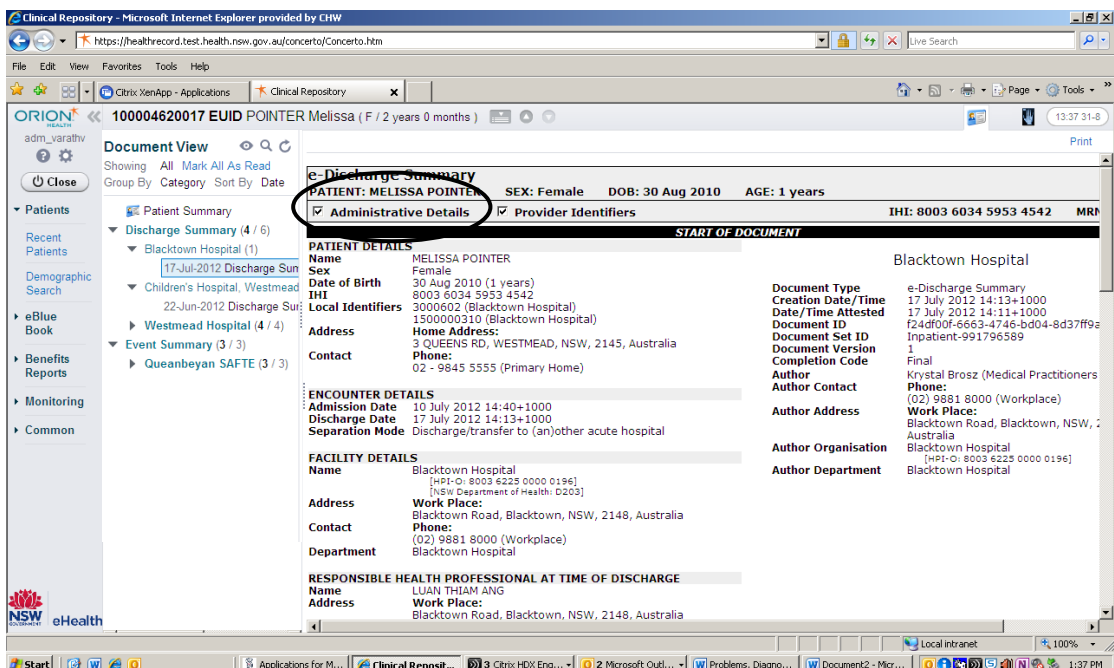 Clinical Repository - Microsoft Internet Explorer provided by CHW
https://healthrecord.test.health.nsw.gov.au/concerto/Concerto.htm
Live Search
File Edit View Favorites Tools Help
Citrix XenApp - Applications
Clinical Repository
Page Tools
ORION HEALTH
100004620017 EUID POINTER Melissa ( F / 2 years 0 months )
13:37 31-8
adm_varathv
Close
Patients
Recent Patients
Demographic Search
eBlue Book
Benefits Reports
Monitoring
Common
NSW GOVERNMENT eHealth
Document View
Showing All Mark All As Read
Group By Category Sort By Date
Patient Summary
Discharge Summary (4 / 6)
Blacktown Hospital (1)
17-Jul-2012 Discharge Sum
Children's Hospital, Westmead
22-Jun-2012 Discharge Sur
Westmead Hospital (4 / 4)
Event Summary (3 / 3)
Queanbeyan SAFTE (3 / 3)
Print
e-Discharge Summary
PATIENT: MELISSA POINTER SEX: Female DOB: 30 Aug 2010 AGE: 1 years
Administrative Details Provider Identifiers IHI: 8003 6034 5953 4542 MRN
START OF DOCUMENT
PATIENT DETAILS
Name MELISSA POINTER
Sex Female
Date of Birth 30 Aug 2010 (1 years)
IHI 8003 6034 5953 4542
Local Identifiers 3000602 (Blacktown Hospital)
1500000310 (Blacktown Hospital)
Address Home Address:
3 QUEENS RD, WESTMEAD, NSW, 2145, Australia
Contact Phone:
02 - 9845 5555 (Primary Home)
ENCOUNTER DETAILS
Admission Date 10 July 2012 14:40+1000
Discharge Date 17 July 2012 14:13+1000
Separation Mode Discharge/transfer to (an)other acute hospital
FACILITY DETAILS
Name Blacktown Hospital
[HPI-O: 8003 6225 0000 0196]
[NSW Department of Health: D203]
Address Work Place:
Blacktown Road, Blacktown, NSW, 2148, Australia
Contact Phone:
(02) 9881 8000 (Workplace)
Department Blacktown Hospital
RESPONSIBLE HEALTH PROFESSIONAL AT TIME OF DISCHARGE
Name LUAN THIAM ANG
Address Work Place:
Blacktown Road, Blacktown, NSW, 2148, Australia
Blacktown Hospital
Document Type e-Discharge Summary
Creation Date/Time 17 July 2012 14:13+1000
Date/Time Attested 17 July 2012 14:11+1000
Document ID f24df00f-6663-4746-bd04-8d37ff9a
Document Set ID Inpatient-991796589
Document Version 1
Completion Code Final
Author Krystal Brosz (Medical Practitioners
Author Contact Phone:
(02) 9881 8000 (Workplace)
Author Address Work Place:
Blacktown Road, Blacktown, NSW, 2
Australia
Author Organisation Blacktown Hospital
[HPI-O: 8003 6225 0000 0196]
Author Department Blacktown Hospital
Local intranet 100%
Start Applications for M... Clinical Reposit... 3 Citrix HDX Eng... 2 Microsoft Outl... Problems, Diagno... Document2 - Micr... 1:37 PM